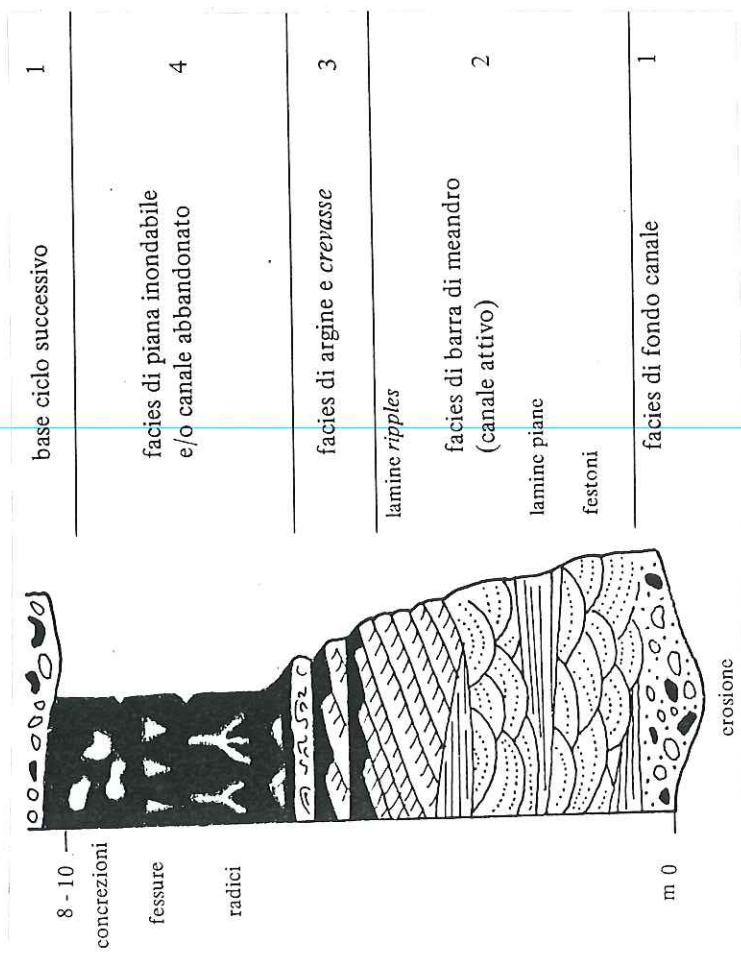 base ciclo successivo 1
facies di piana inondabile 4
e/o canale abbandonato
facies di argine e crevasse 3
lamine ripples
facies di barra di meandro 2
(canale attivo)
lamine piane
festoni
facies di fondo canale 1
8-10
concrezioni
fessure
radici
m 0
erosione